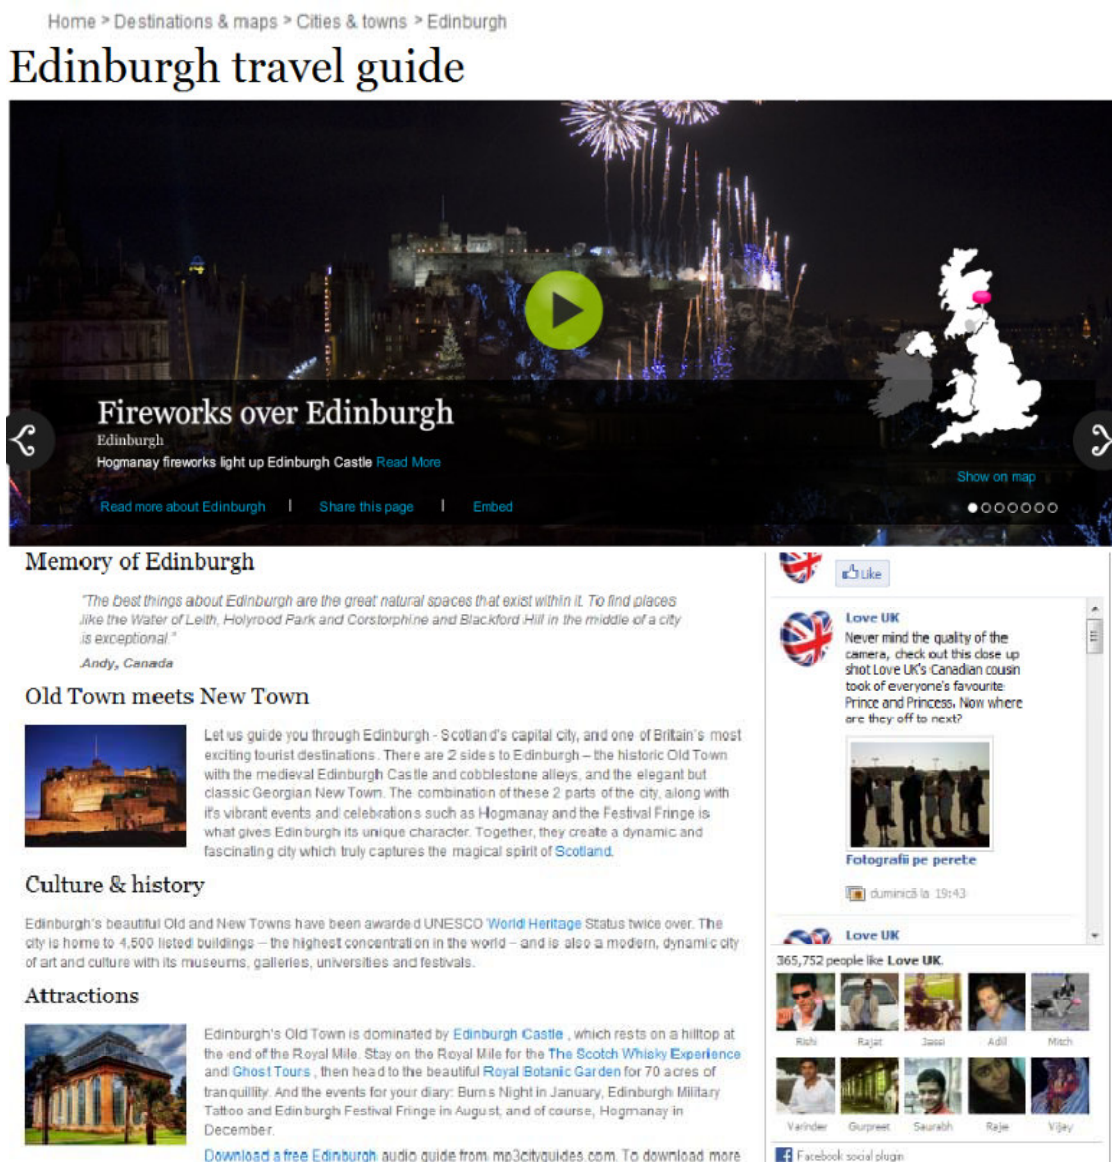 Home > Destinations & maps > Cities & towns > Edinburgh
Edinburgh travel guide
Fireworks over Edinburgh
Edinburgh
Hogmanay fireworks light up Edinburgh Castle Read More
Read more about Edinburgh | Share this page | Embed
Show on map
Memory of Edinburgh
"The best things about Edinburgh are the great natural spaces that exist within it. To find places
like the Water of Leith, Holyrood Park and Corstorphine and Blackford Hill in the middle of a city
is exceptional."
Andy, Canada
Old Town meets New Town
Let us guide you through Edinburgh - Scotland's capital city, and one of Britain's most
exciting tourist destinations. There are 2 sides to Edinburgh – the historic Old Town
with the medieval Edinburgh Castle and cobblestone alleys, and the elegant but
classic Georgian New Town. The combination of these 2 parts of the city, along with
it's vibrant events and celebrations such as Hogmanay and the Festival Fringe is
what gives Edinburgh its unique character. Together, they create a dynamic and
fascinating city which truly captures the magical spirit of Scotland.
Culture & history
Edinburgh's beautiful Old and New Towns have been awarded UNESCO World Heritage Status twice over. The
city is home to 4,500 listed buildings – the highest concentration in the world – and is also a modern, dynamic city
of art and culture with its museums, galleries, universities and festivals.
Attractions
Edinburgh's Old Town is dominated by Edinburgh Castle , which rests on a hilltop at
the end of the Royal Mile. Stay on the Royal Mile for the The Scotch Whisky Experience
and Ghost Tours , then head to the beautiful Royal Botanic Garden for 70 acres of
tranquillity. And the events for your diary: Burns Night in January, Edinburgh Military
Tattoo and Edinburgh Festival Fringe in August, and of course, Hogmanay in
December.
Download a free Edinburgh audio guide from mp3cityguides.com. To download more
Like
Love UK
Never mind the quality of the
camera, check out this close up
shot Love UK's Canadian cousin
took of everyone's favourite
Prince and Princess. Now where
are they off to next?
Fotografii pe perete
duminică la 19:43
Love UK
365,752 people like Love UK.
Rishi Rajat Jassi Adil Mitch
Varinder Gurpreet Saurabh Rajie Vijay
Facebook social plugin